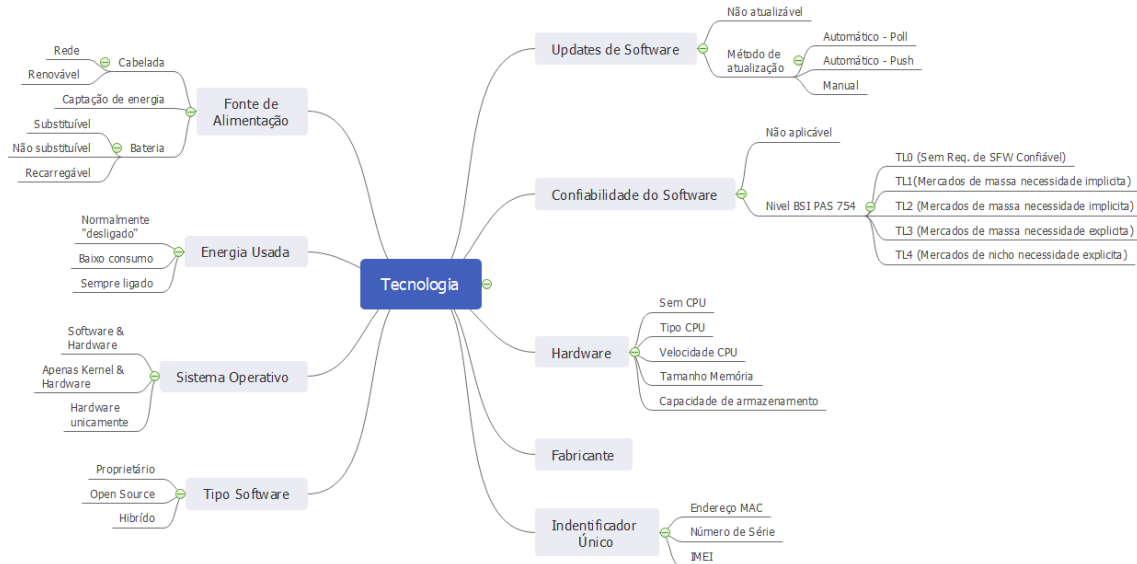 Tecnologia
Fonte de
Alimentação
Cabelada
Rede
Renovável
Captação de energia
Bateria
Substituível
Não substituível
Recarregável
Energia Usada
Normalmente
"desligado"
Baixo consumo
Sempre ligado
Sistema Operativo
Software &
Hardware
Apenas Kernel &
Hardware
Hardware
unicamente
Tipo Software
Proprietário
Open Source
Hibrído
Updates de Software
Não atualizável
Método de
atualização
Automático - Poll
Automático - Push
Manual
Confiabilidade do Software
Não aplicável
Nivel BSI PAS 754
TL0 (Sem Req. de SFW Confiável)
TL1(Mercados de massa necessidade implicita)
TL2 (Mercados de massa necessidade implicita)
TL3 (Mercados de massa necessidade explicita)
TL4 (Mercados de nicho necessidade explicita)
Hardware
Sem CPU
Tipo CPU
Velocidade CPU
Tamanho Memória
Capacidade de armazenamento
Fabricante
Indentificador
Único
Endereço MAC
Número de Série
IMEI